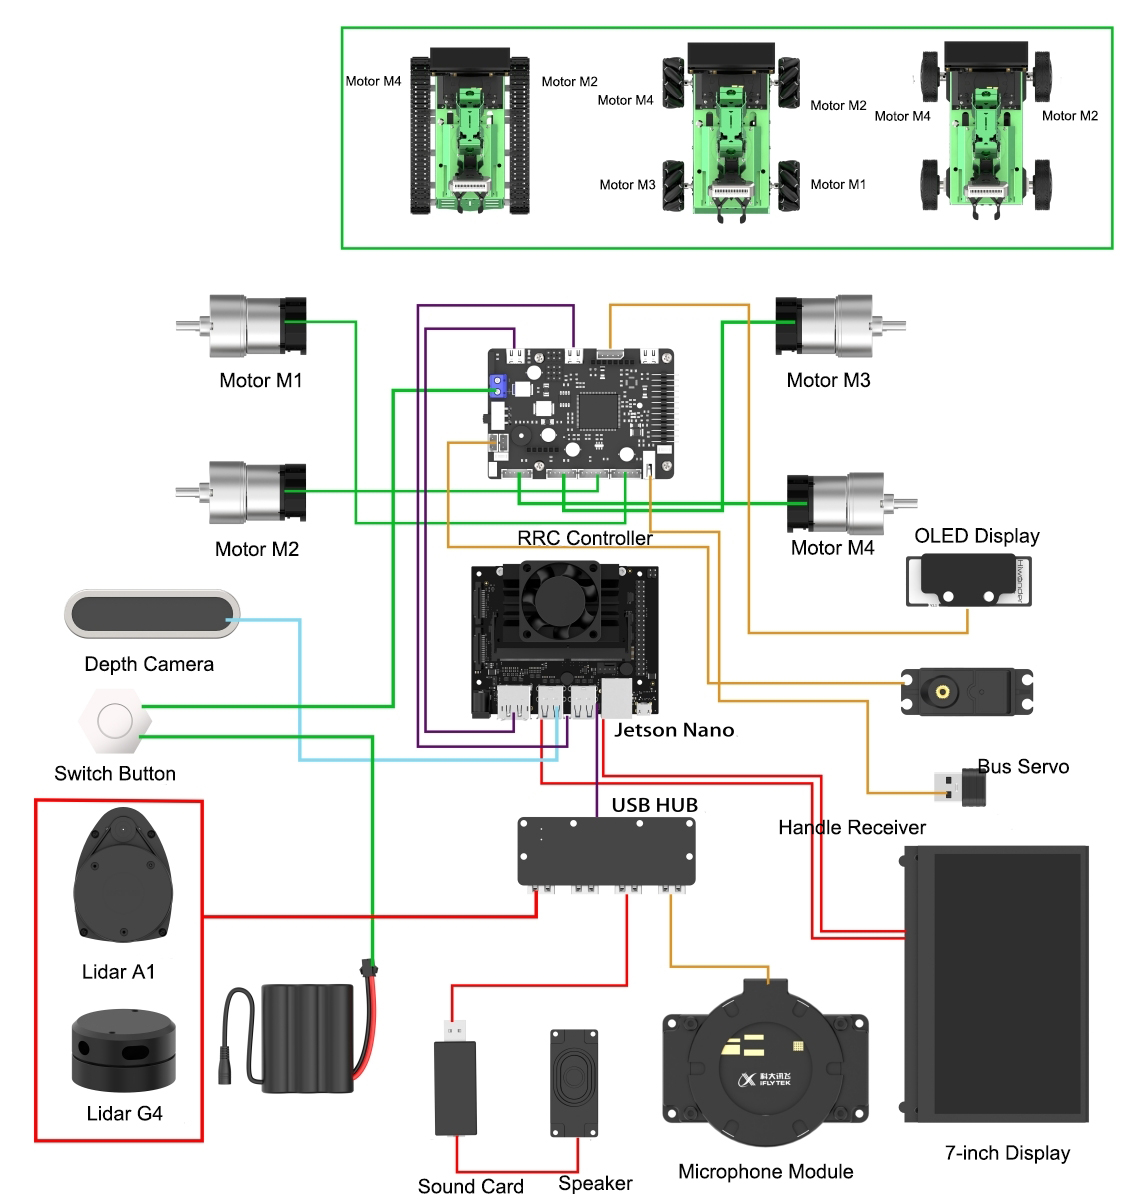 Motor M4
Motor M2
Motor M4
Motor M2
Motor M4
Motor M2
Motor M3
Motor M1
Motor M1
Motor M3
Motor M2
RRC Controller
Motor M4
OLED Display
Hiwonder
Depth Camera
Jetson Nano
Switch Button
Bus Servo
USB HUB
Handle Receiver
Lidar A1
科大讯飞
iFLYTEK
Lidar G4
7-inch Display
Microphone Module
Sound Card
Speaker